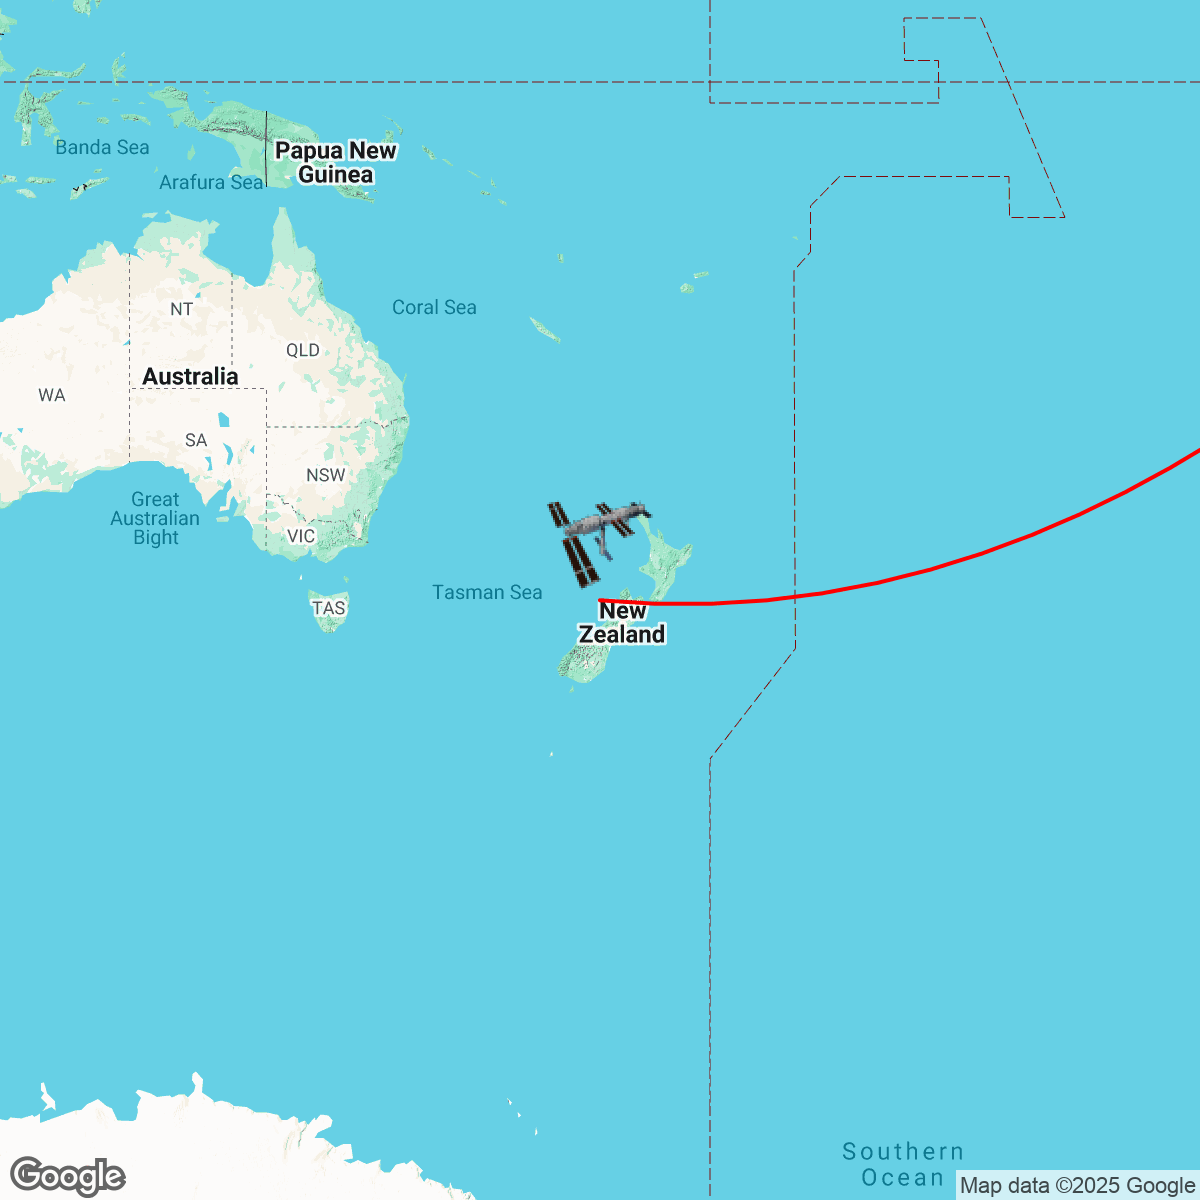 Banda Sea
Papua New
Guinea
Arafura Sea
Coral Sea
NT
QLD
Australia
WA
SA
NSW
Great
Australian
Bight
VIC
Tasman Sea
TAS
New
Zealand
Southern
Ocean
Google
Map data ©2025 Google